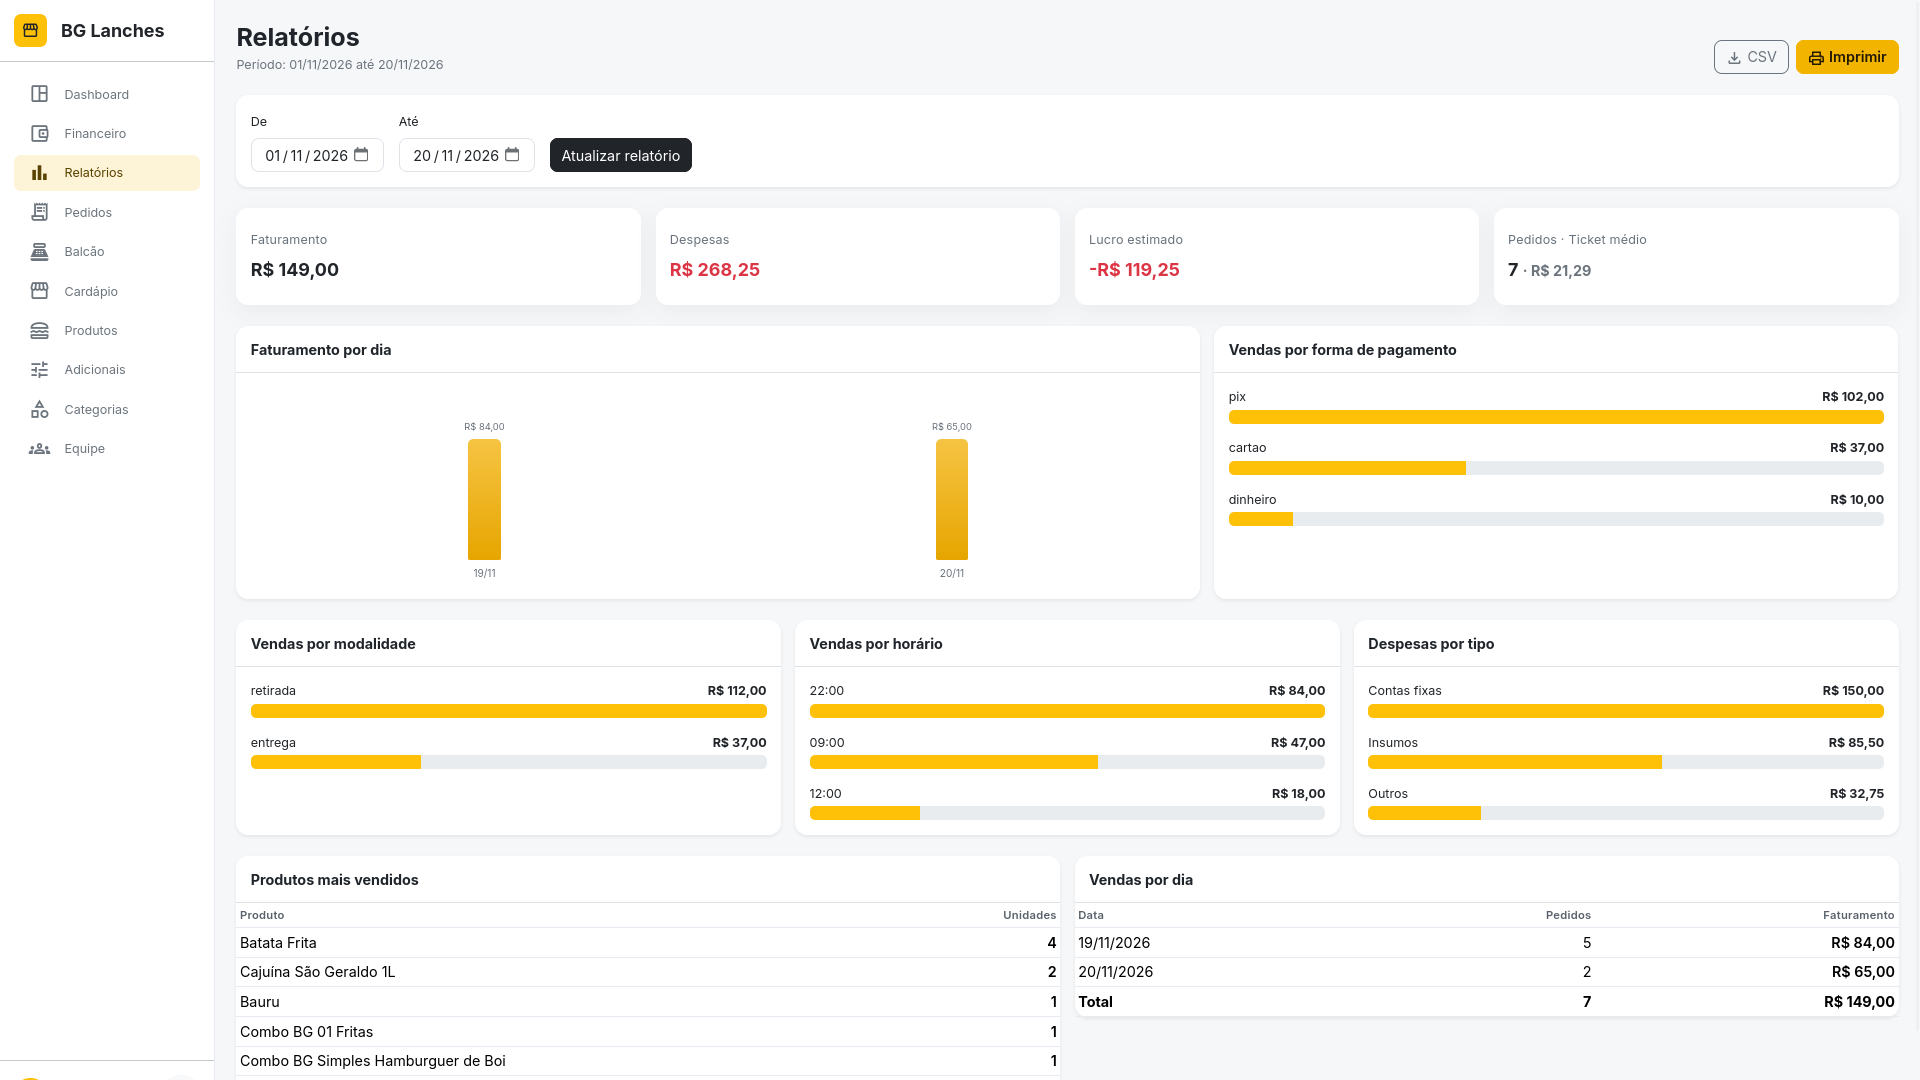 BG Lanches
Dashboard
Financeiro
Relatórios
Pedidos
Balcão
Cardápio
Produtos
Adicionais
Categorias
Equipe
Relatórios
Período: 01/11/2026 até 20/11/2026
CSV
Imprimir
De
Até
01/11/2026
20/11/2026
Atualizar relatório
Faturamento
R$ 149,00
Despesas
R$ 268,25
Lucro estimado
-R$ 119,25
Pedidos · Ticket médio
7 · R$ 21,29
Faturamento por dia
R$ 84,00
R$ 65,00
19/11
20/11
Vendas por forma de pagamento
pix R$ 102,00
cartao R$ 37,00
dinheiro R$ 10,00
Vendas por modalidade
retirada R$ 112,00
entrega R$ 37,00
Vendas por horário
22:00 R$ 84,00
09:00 R$ 47,00
12:00 R$ 18,00
Despesas por tipo
Contas fixas R$ 150,00
Insumos R$ 85,50
Outros R$ 32,75
Produtos mais vendidos
Produto Unidades
Batata Frita 4
Cajuína São Geraldo 1L 2
Bauru 1
Combo BG 01 Fritas 1
Combo BG Simples Hamburguer de Boi 1
Vendas por dia
Data Pedidos Faturamento
19/11/2026 5 R$ 84,00
20/11/2026 2 R$ 65,00
Total 7 R$ 149,00